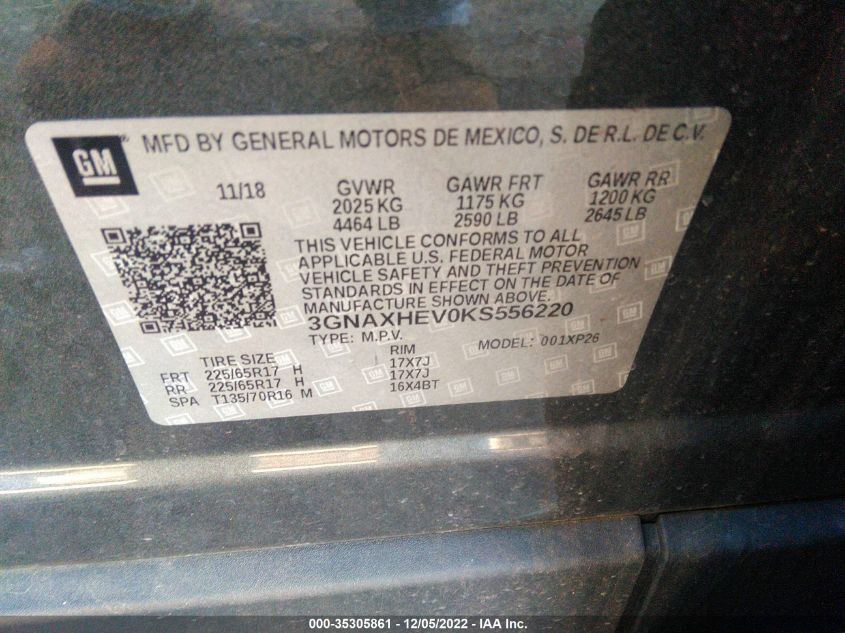 GM
MFD BY GENERAL MOTORS DE MEXICO, S. DE R.L. DE C.V.
11/18 GVWR GAWR FRT GAWR RR
2025 KG 1175 KG 1200 KG
4464 LB 2590 LB 2645 LB
THIS VEHICLE CONFORMS TO ALL
APPLICABLE U.S. FEDERAL MOTOR
VEHICLE SAFETY AND THEFT PREVENTION
STANDARDS IN EFFECT ON THE DATE OF
MANUFACTURE SHOWN ABOVE.
3GNAXHEV0KS556220
TYPE: M.P.V. MODEL: 001XP26
TIRE SIZE RIM
FRT 225/65R17 H 17X7J
RR 225/65R17 H 17X7J
SPA T135/70R16 M 16X4BT
000-35305861 - 12/05/2022 - IAA Inc.